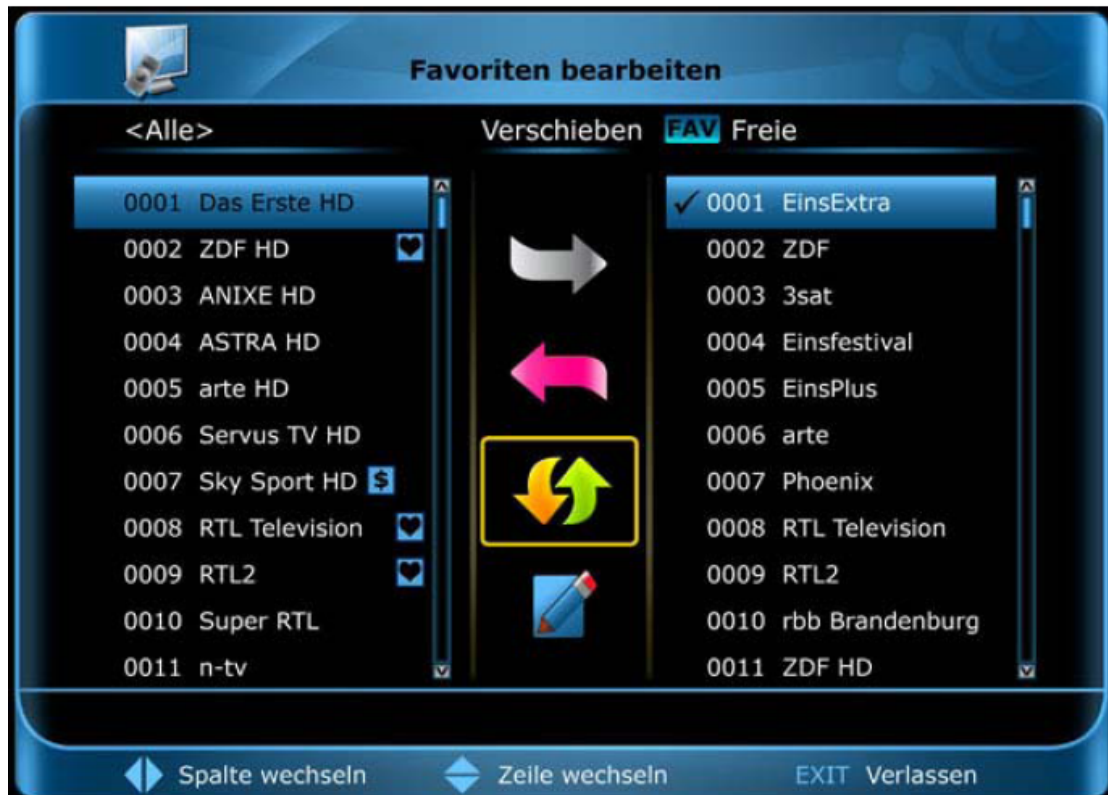 Favoriten bearbeiten
<Alle>
Verschieben
FAV Freie
0001 Das Erste HD
0002 ZDF HD
0003 ANIXE HD
0004 ASTRA HD
0005 arte HD
0006 Servus TV HD
0007 Sky Sport HD $
0008 RTL Television
0009 RTL2
0010 Super RTL
0011 n-tv
0001 EinsExtra
0002 ZDF
0003 3sat
0004 Einsfestival
0005 EinsPlus
0006 arte
0007 Phoenix
0008 RTL Television
0009 RTL2
0010 rbb Brandenburg
0011 ZDF HD
Spalte wechseln
Zeile wechseln
EXIT Verlassen